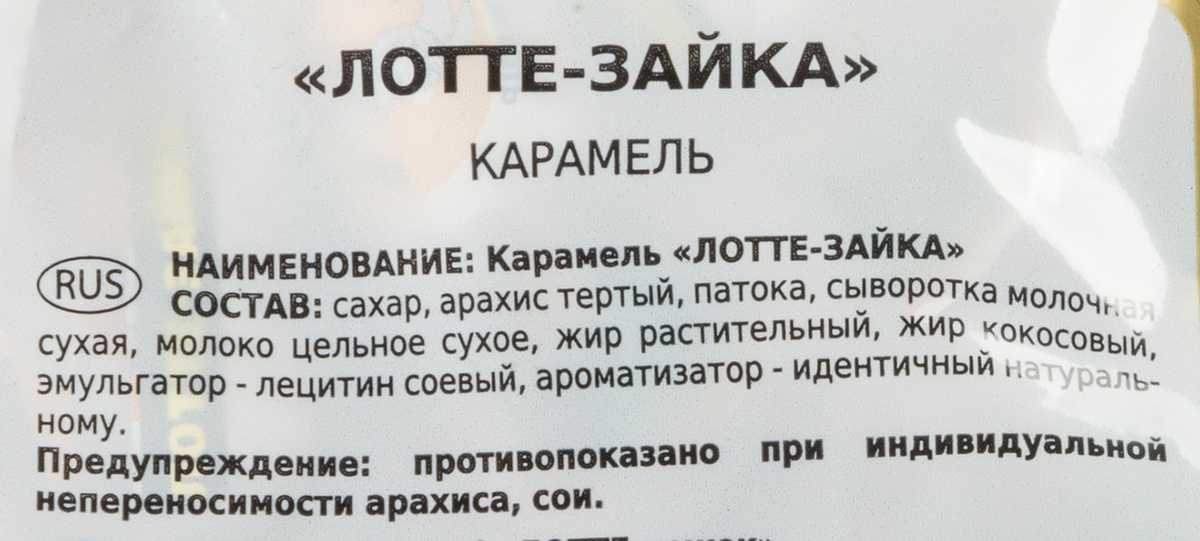 «ЛОТТЕ-ЗАЙКА»
КАРАМЕЛЬ
RUS
НАИМЕНОВАНИЕ: Карамель «ЛОТТЕ-ЗАЙКА»
СОСТАВ: сахар, арахис тертый, патока, сыворотка молочная
сухая, молоко цельное сухое, жир растительный, жир кокосовый,
эмульгатор - лецитин соевый, ароматизатор - идентичный натураль-
ному.
Предупреждение: противопоказано при индивидуальной
непереносимости арахиса, сои.